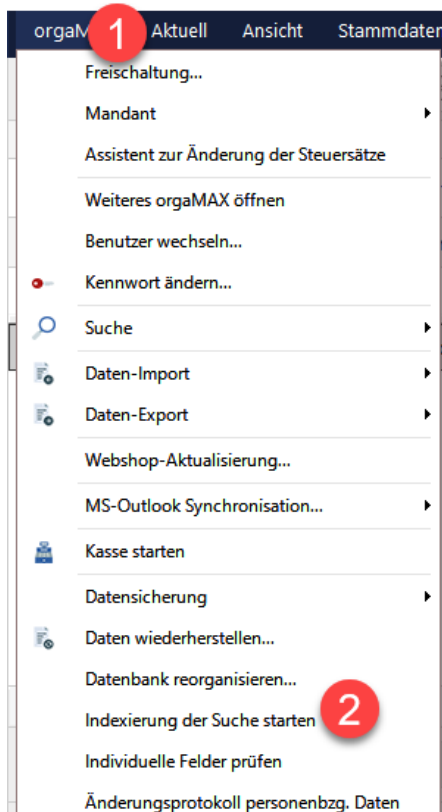 orgaM 1 Aktuell Ansicht Stammdaten
Freischaltung...
Mandant
Assistent zur Änderung der Steuersätze
Weiteres orgaMAX öffnen
Benutzer wechseln...
Kennwort ändern...
Suche
Daten-Import
Daten-Export
Webshop-Aktualisierung...
MS-Outlook Synchronisation...
Kasse starten
Datensicherung
Daten wiederherstellen...
Datenbank reorganisieren...
Indexierung der Suche starten 2
Individuelle Felder prüfen
Änderungsprotokoll personenbzg. Daten